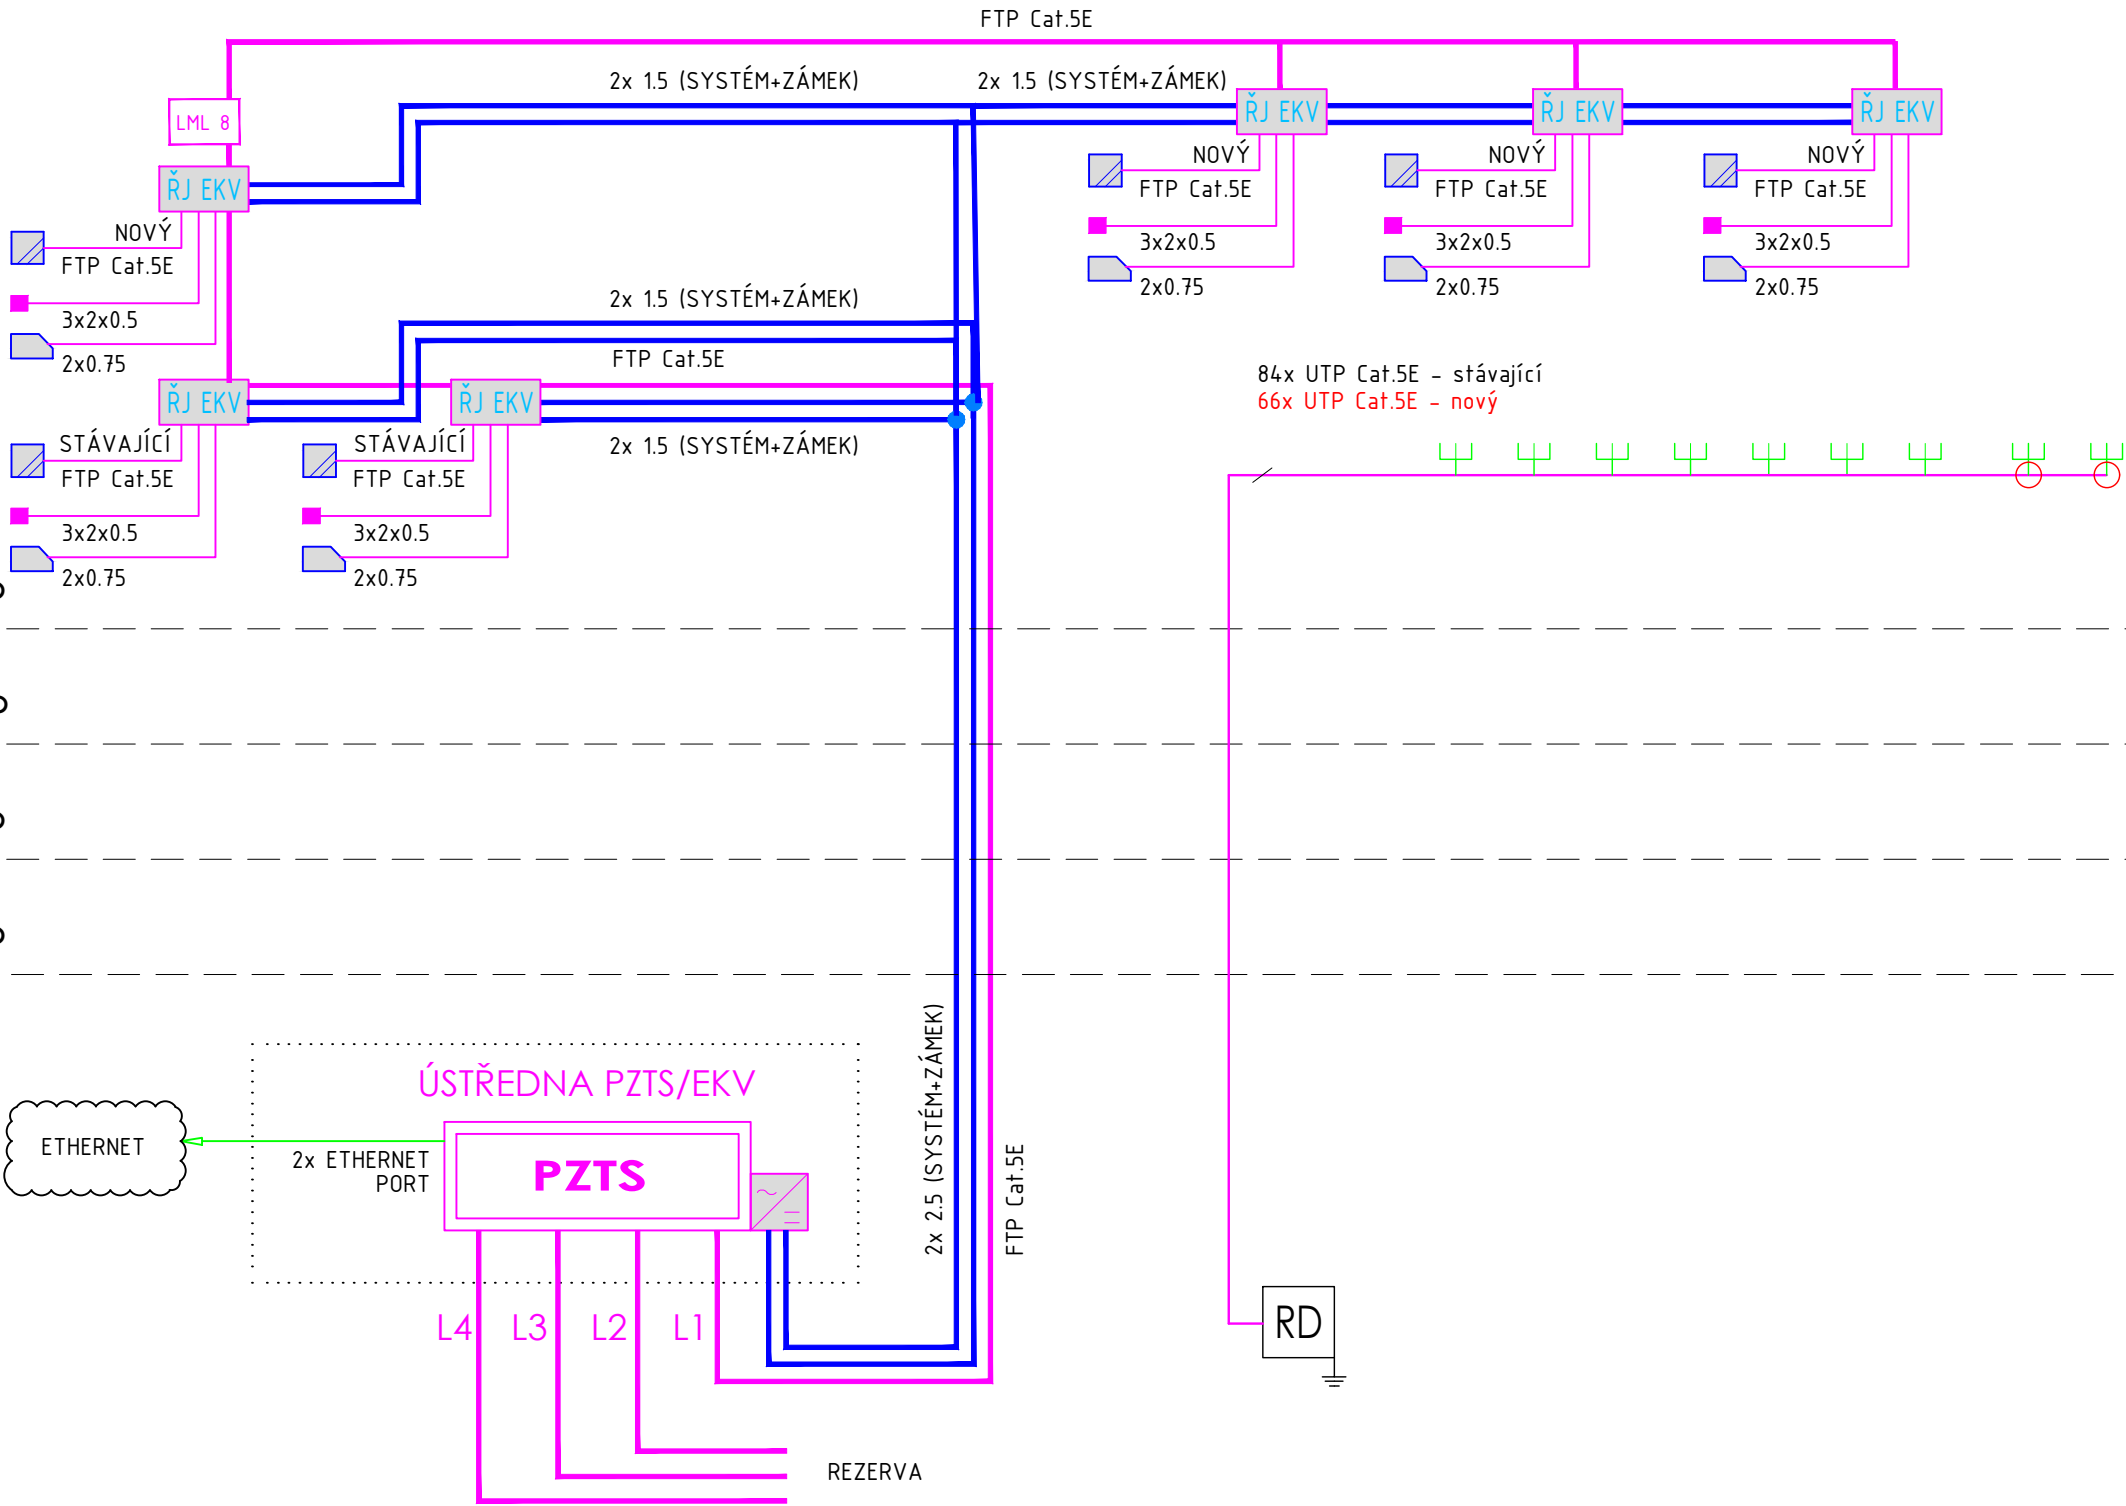 FTP Cat.5E
2x 1.5 (SYSTÉM+ZÁMEK)
2x 1.5 (SYSTÉM+ZÁMEK)
LML 8
ŘJ EKV
ŘJ EKV
ŘJ EKV
ŘJ EKV
NOVÝ
FTP Cat.5E
3x2x0.5
2x0.75
NOVÝ
FTP Cat.5E
3x2x0.5
2x0.75
NOVÝ
FTP Cat.5E
3x2x0.5
2x0.75
NOVÝ
FTP Cat.5E
3x2x0.5
2x0.75
2x 1.5 (SYSTÉM+ZÁMEK)
FTP Cat.5E
ŘJ EKV
ŘJ EKV
2x 1.5 (SYSTÉM+ZÁMEK)
STÁVAJÍCÍ
FTP Cat.5E
3x2x0.5
2x0.75
STÁVAJÍCÍ
FTP Cat.5E
3x2x0.5
2x0.75
84x UTP Cat.5E - stávající
66x UTP Cat.5E - nový
2x 2.5 (SYSTÉM+ZÁMEK)
FTP Cat.5E
ÚSTŘEDNA PZTS/EKV
ETHERNET
2x ETHERNET
PORT
PZTS
L4
L3
L2
L1
RD
REZERVA